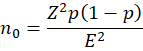 n₀ = Z²p(1 − p) / E²